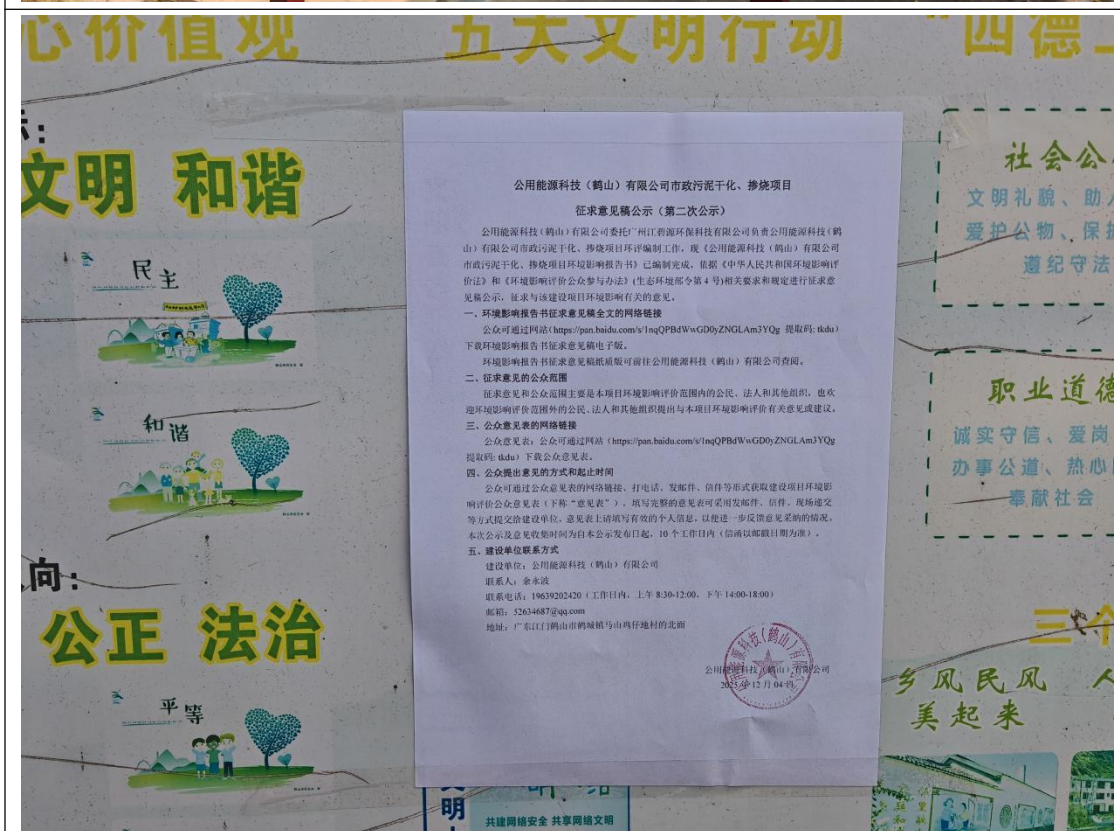 心价值观
五大文明行动
“四德
文明 和谐
民主
和谐
向:
公正 法治
平等
公用能源科技（鹤山）有限公司市政污泥干化、掺烧项目
征求意见稿公示（第二次公示）
公用能源科技（鹤山）有限公司委托广州江碧源环保科技有限公司负责公用能源科技（鹤
山）有限公司市政污泥干化、掺烧项目环评编制工作，现《公用能源科技（鹤山）有限公司
市政污泥干化、掺烧项目环境影响报告书》已编制完成，依据《中华人民共和国环境影响评
价法》和《环境影响评价公众参与办法》(生态环境部令第 4 号)相关要求和规定进行征求意
见稿公示，征求与该建设项目环境影响有关的意见。
一、环境影响报告书征求意见稿全文的网络链接
公众可通过网站（https://pan.baidu.com/s/1nqQPBdWwGD0yZNGLAm3YQg 提取码: tkdu）
下载环境影响报告书征求意见稿电子版。
环境影响报告书征求意见稿纸质版可前往公用能源科技（鹤山）有限公司查阅。
二、征求意见的公众范围
征求意见和公众范围主要是本项目环境影响评价范围内的公民、法人和其他组织，也欢
迎环境影响评价范围外的公民、法人和其他组织提出与本项目环境影响评价有关意见或建议。
三、公众意见表的网络链接
公众意见表：公众可通过网站（https://pan.baidu.com/s/1nqQPBdWwGD0yZNGLAm3YQg
提取码: tkdu）下载公众意见表。
四、公众提出意见的方式和起止时间
公众可通过公众意见表的网络链接、打电话、发邮件、信件等形式获取建设项目环境影
响评价公众意见表（下称“意见表”），填写完整的意见表可采用发邮件、信件、现场递交
等方式提交给建设单位，意见表上请填写有效的个人信息，以便进一步反馈意见采纳的情况。
本次公示及意见收集时间为自本公示发布日起，10 个工作日内（信函以邮戳日期为准）。
五、建设单位联系方式
建设单位：公用能源科技（鹤山）有限公司
联系人：余永波
联系电话：19639202420（工作日内，上午 8:30-12:00，下午 14:00-18:00）
邮箱：52634687@qq.com
地址：广东江门鹤山市鹤城镇马山鸡仔地村的北面
公用能源科技（鹤山）有限公司
2025 年 12 月 04 日
社会公
文明礼貌、助人
爱护公物、保护
遵纪守法
职业道德
诚实守信、爱岗
办事公道、热心
奉献社会
三个
乡风民风
美起来
共建网络安全 共享网络文明